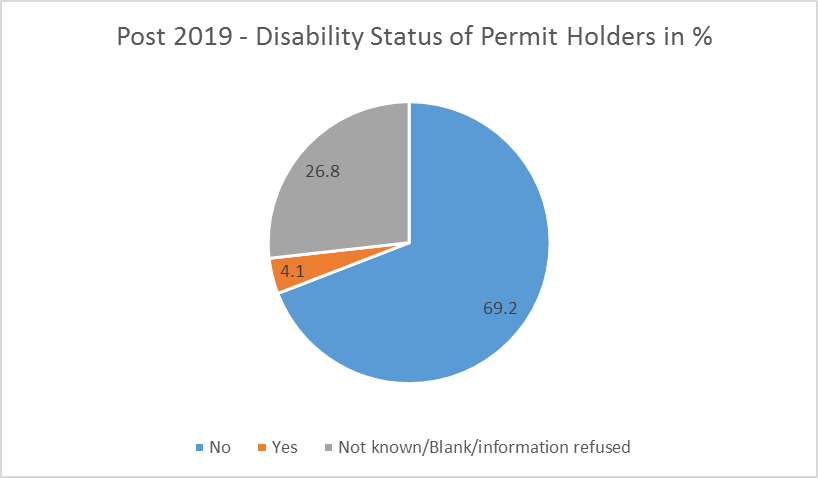 Post 2019 - Disability Status of Permit Holders in %
26.8
4.1
69.2
No Yes Not known/Blank/information refused